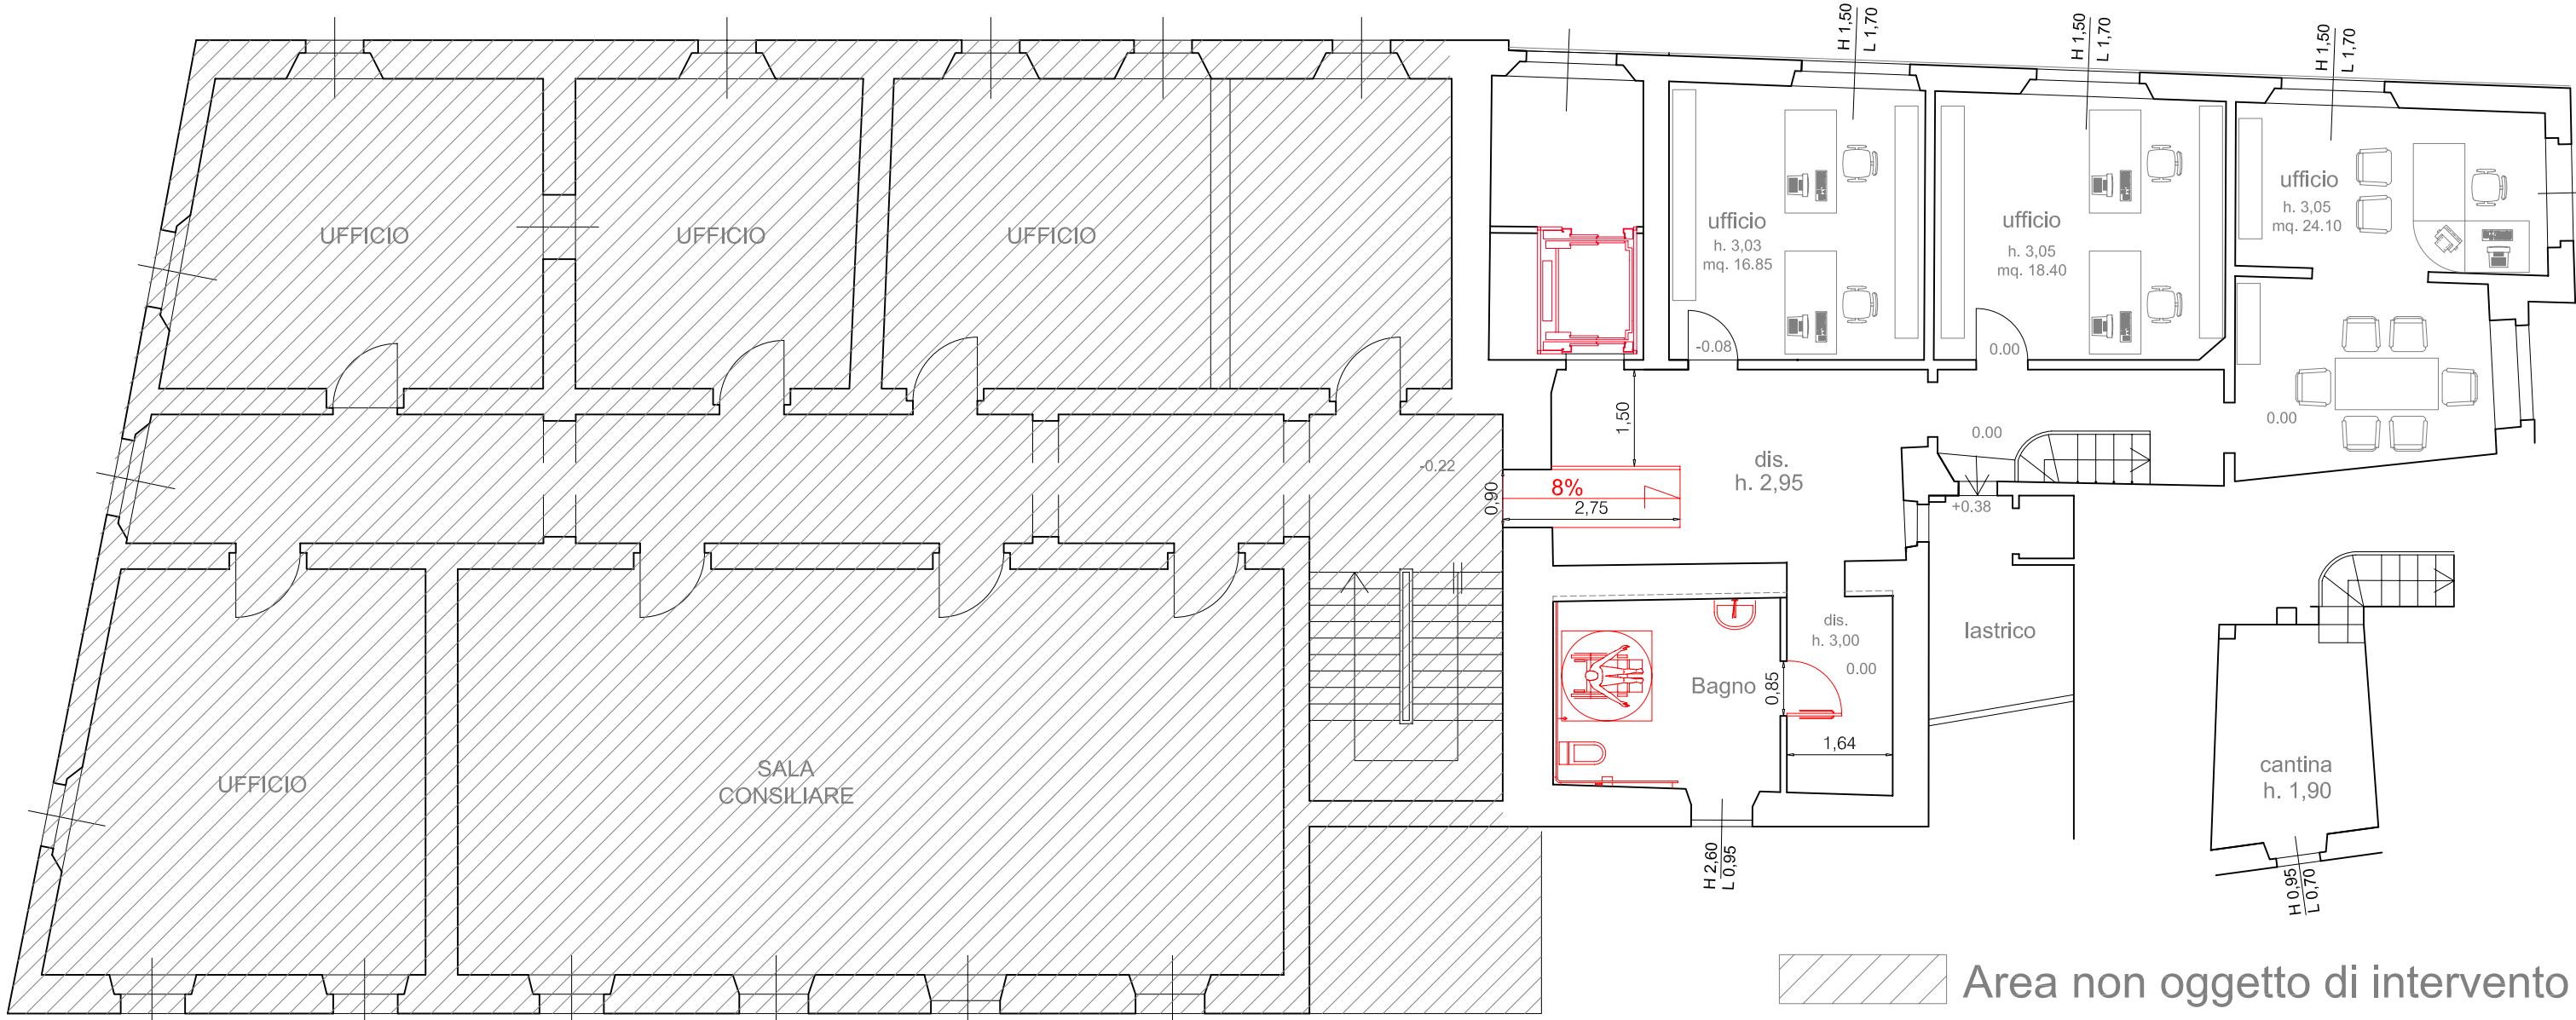 H 1,50
L 1,70
H 1,50
L 1,70
H 1,50
L 1,70
UFFICIO
UFFICIO
UFFICIO
ufficio
h. 3,03
mq. 16.85
ufficio
h. 3,05
mq. 18.40
ufficio
h. 3,05
mq. 24.10
-0.08
0.00
1,50
0.00
0.00
-0.22
dis.
h. 2,95
0,90
8%
2,75
+0.38
dis.
h. 3,00
0.00
lastrico
Bagno
0,85
1,64
UFFICIO
SALA
CONSILIARE
cantina
h. 1,90
H 2,60
L 0,95
H 0,95
L 0,70
Area non oggetto di intervento